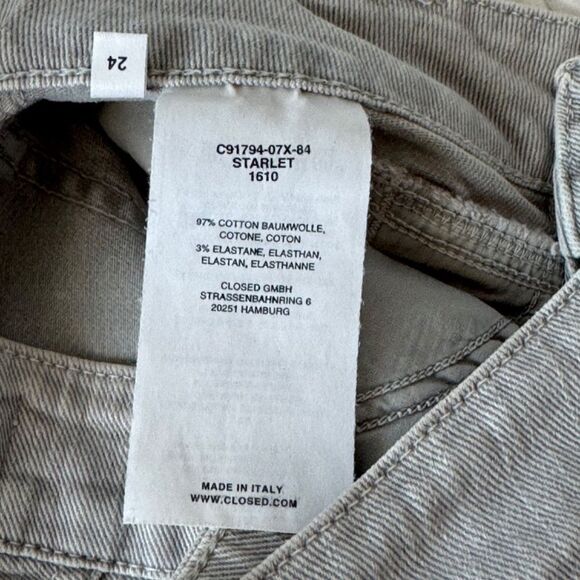 24
C91794-07X-84
STARLET
1610
97% COTTON BAUMWOLLE,
COTONE, COTON
3% ELASTANE, ELASTHAN,
ELASTAN, ELASTHANNE
CLOSED GMBH
STRASSENBAHNRING 6
20251 HAMBURG
MADE IN ITALY
WWW.CLOSED.COM